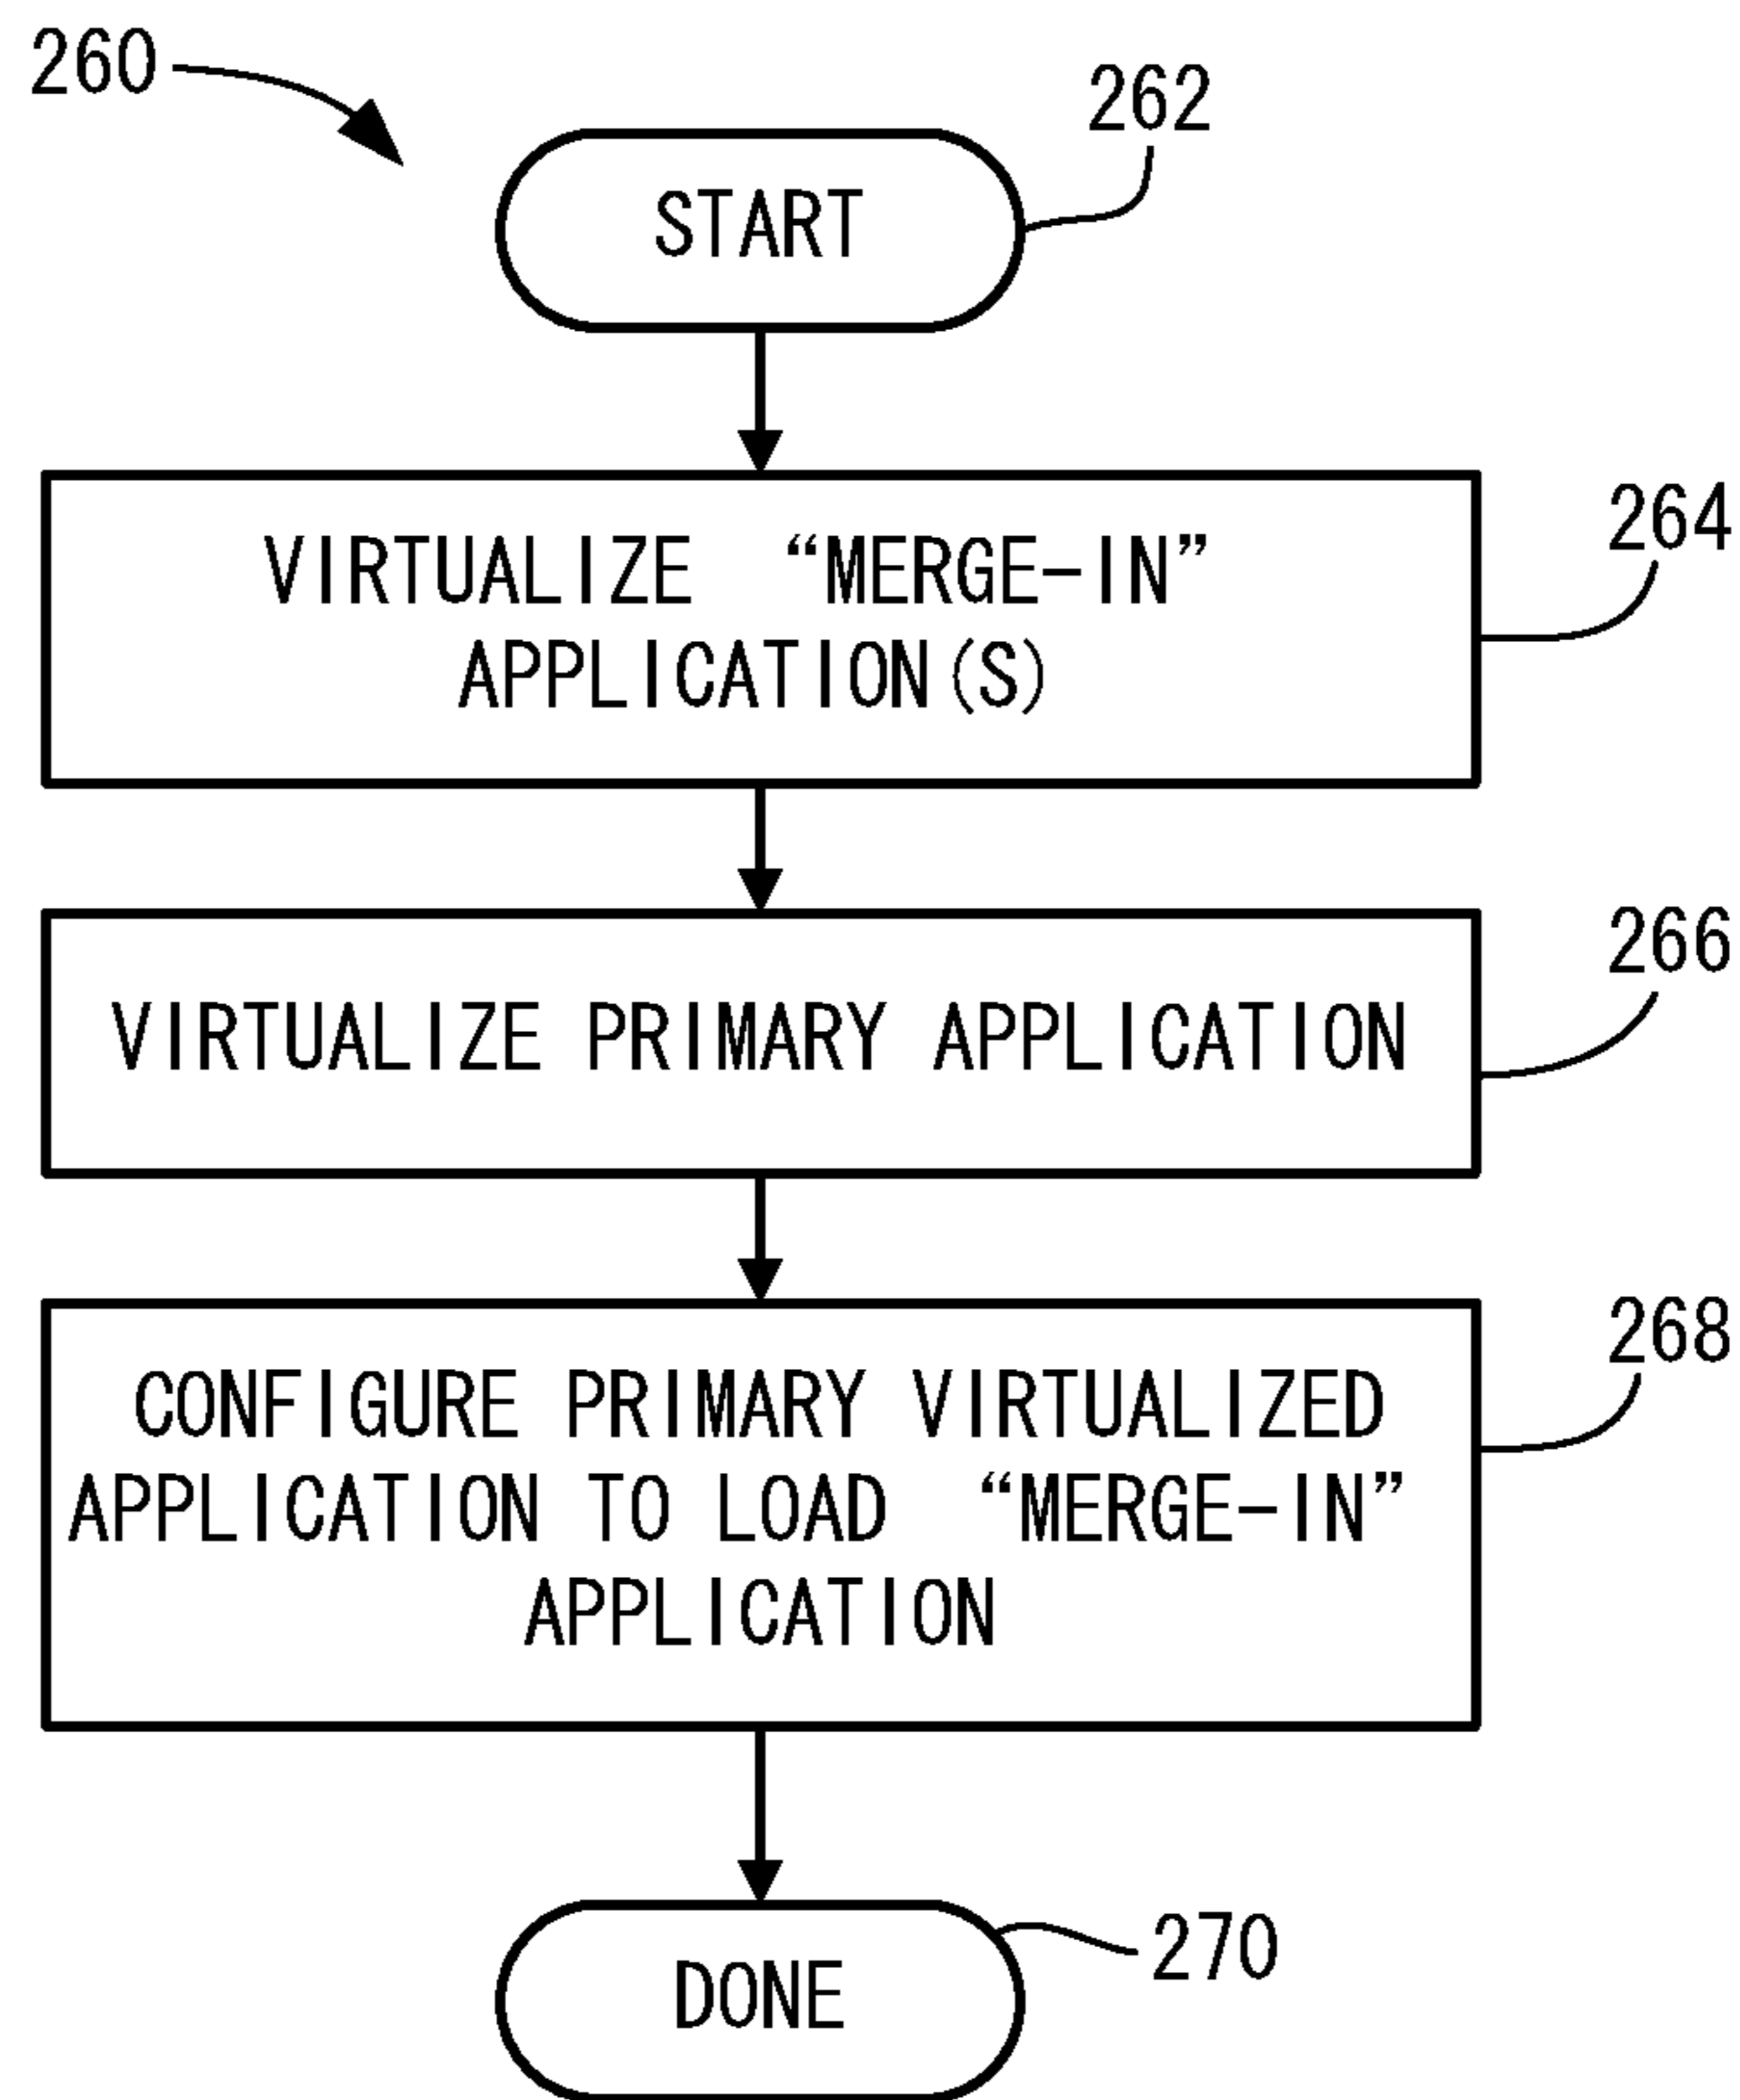 260
262
START
264
VIRTUALIZE “MERGE-IN”
APPLICATION(S)
266
VIRTUALIZE PRIMARY APPLICATION
268
CONFIGURE PRIMARY VIRTUALIZED
APPLICATION TO LOAD “MERGE-IN”
APPLICATION
270
DONE